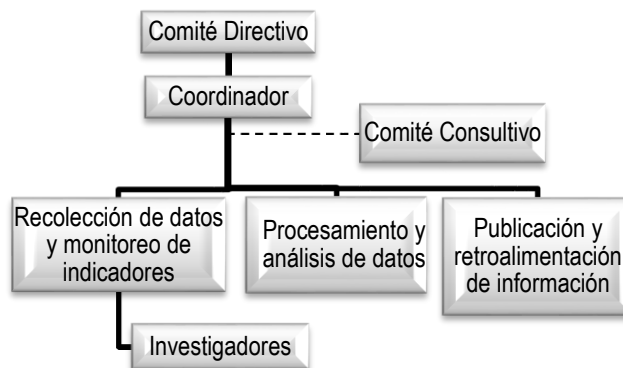 Comité Directivo
Coordinador
Comité Consultivo
Recolección de datos
y monitoreo de
indicadores
Procesamiento y
análisis de datos
Publicación y
retroalimentación
de información
Investigadores